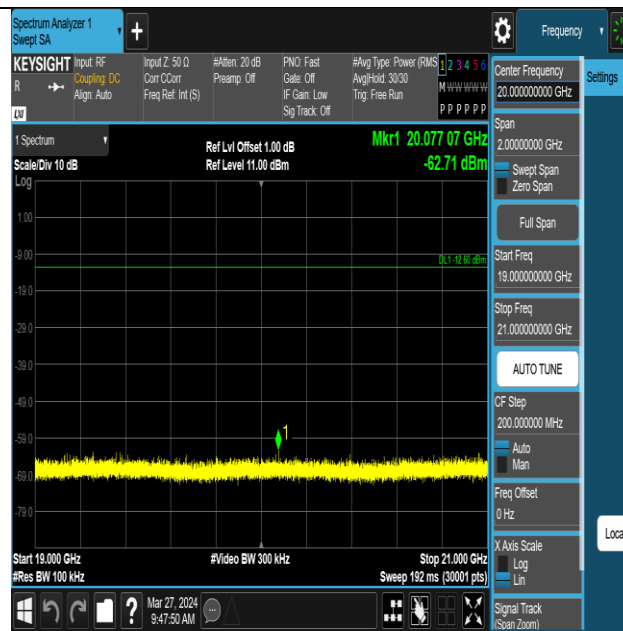 Spectrum Analyzer 1
Swept SA
Frequency
KEYSIGHT
R
LXI
Input: RF
Coupling: DC
Align: Auto
Input Z: 50 Ω
Corr CCorr
Freq Ref: Int (S)
#Atten: 20 dB
Preamp: Off
PNO: Fast
Gate: Off
IF Gain: Low
Sig Track: Off
#Avg Type: Power (RMS
Avg|Hold: 30/30
Trig: Free Run
1 2 3 4 5 6
M W W W W W
P P P P P P
1 Spectrum
Scale/Div 10 dB
Ref Lvl Offset 1.00 dB
Ref Level 11.00 dBm
Mkr1 20.077 07 GHz
-62.71 dBm
Log
1.00
-9.00
-19.0
-29.0
-39.0
-49.0
-59.0
-69.0
-79.0
DL1 -12.60 dBm
1
Start 19.000 GHz
#Res BW 100 kHz
#Video BW 300 kHz
Stop 21.000 GHz
Sweep 192 ms (30001 pts)
Center Frequency
20.000000000 GHz
Span
2.00000000 GHz
Swept Span
Zero Span
Full Span
Start Freq
19.000000000 GHz
Stop Freq
21.000000000 GHz
AUTO TUNE
CF Step
200.000000 MHz
Auto
Man
Freq Offset
0 Hz
X Axis Scale
Log
Lin
Signal Track
(Span Zoom)
Settings
Loca
?
Mar 27, 2024
9:47:50 AM